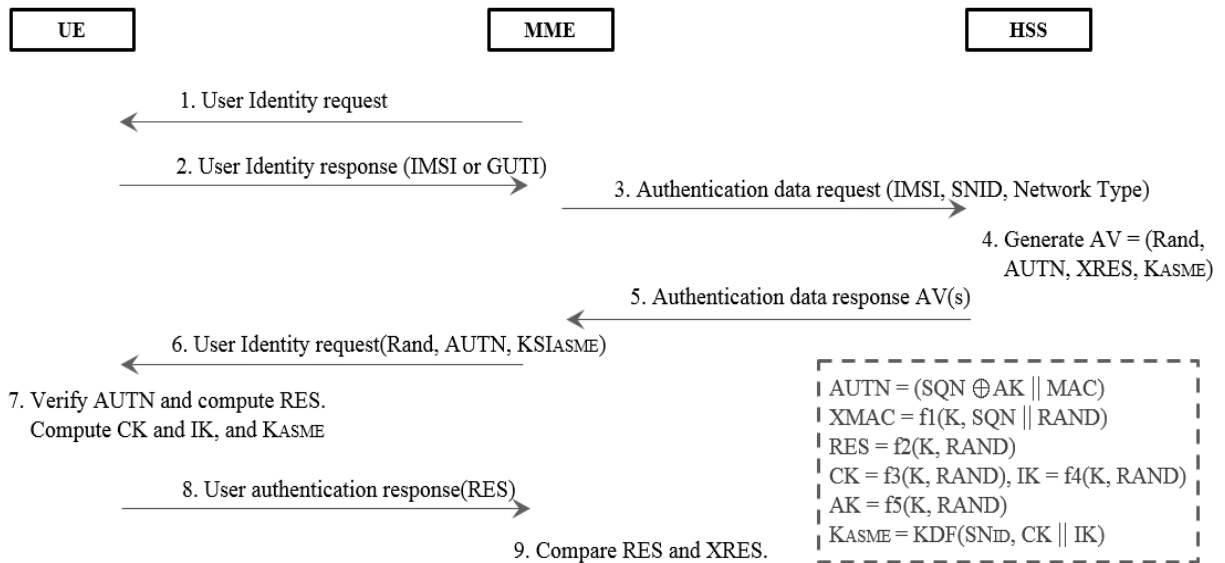 UE
MME
HSS
1. User Identity request
2. User Identity response (IMSI or GUTI)
3. Authentication data request (IMSI, SNID, Network Type)
4. Generate AV = (Rand,
AUTN, XRES, KASME)
5. Authentication data response AV(s)
6. User Identity request(Rand, AUTN, KSIASME)
7. Verify AUTN and compute RES.
Compute CK and IK, and KASME
8. User authentication response(RES)
9. Compare RES and XRES.
AUTN = (SQN ⊕AK || MAC)
XMAC = f1(K, SQN || RAND)
RES = f2(K, RAND)
CK = f3(K, RAND), IK = f4(K, RAND)
AK = f5(K, RAND)
KASME = KDF(SNID, CK || IK)